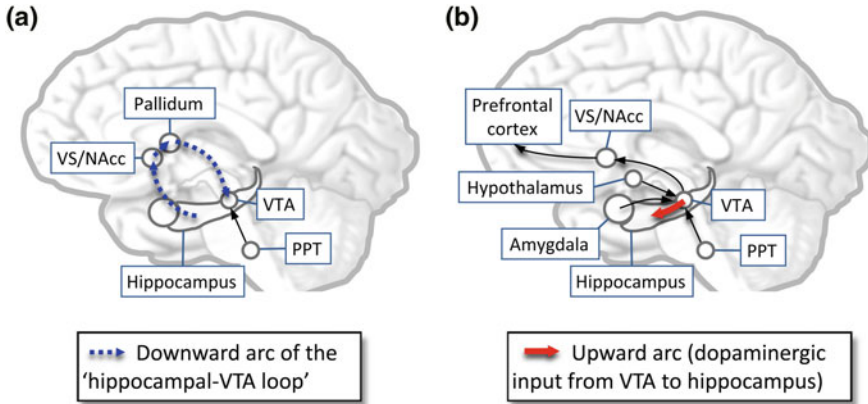 (a)
Pallidum
VS/NAcc
VTA
PPT
Hippocampus
Downward arc of the
‘hippocampal-VTA loop’
(b)
Prefrontal
cortex
VS/NAcc
Hypothalamus
VTA
Amygdala
PPT
Hippocampus
Upward arc (dopaminergic
input from VTA to hippocampus)